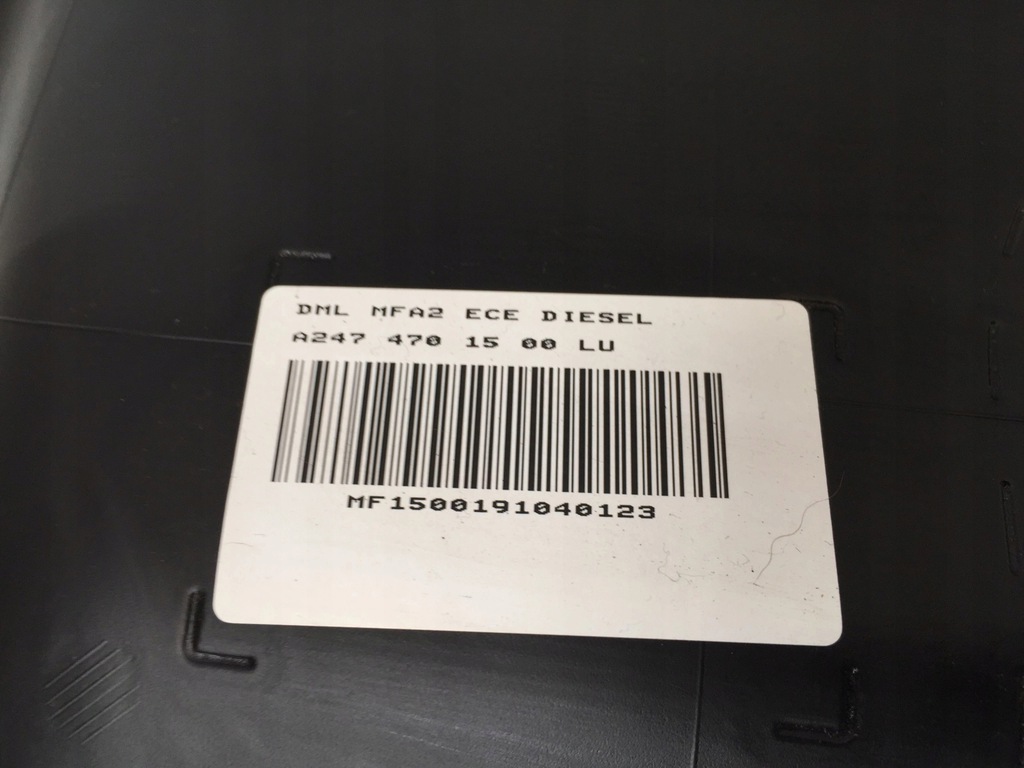 DML MFA2 ECE DIESEL
A247 470 15 00 LU
MF1500191040123